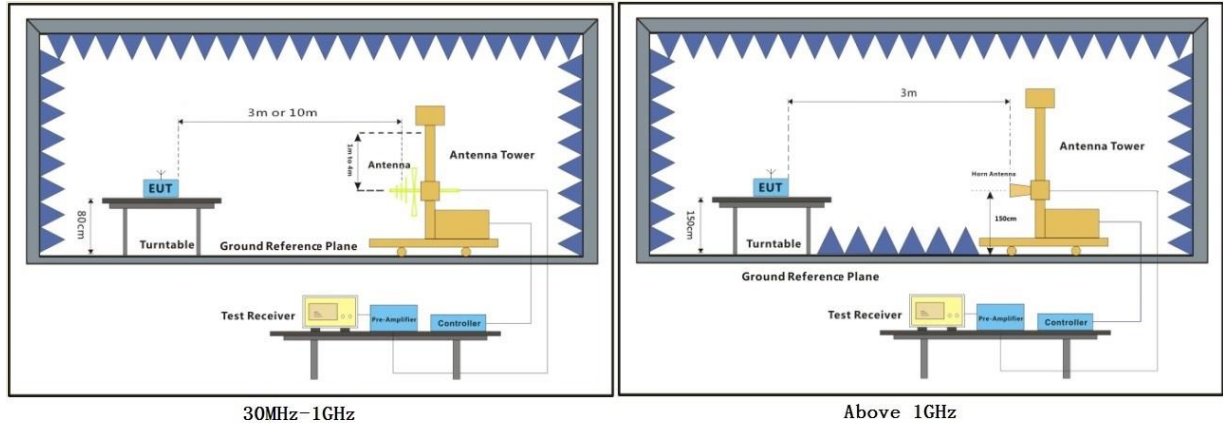 3m or 10m
1m to 4m
Antenna
Antenna Tower
EUT
80cm
Turntable
Ground Reference Plane
Test Receiver
Pre-Amplifier
Controller
30MHz-1GHz
3m
Antenna Tower
Horn Antenna
EUT
150cm
150cm
Turntable
Ground Reference Plane
Test Receiver
Pre-Amplifier
Controller
Above 1GHz